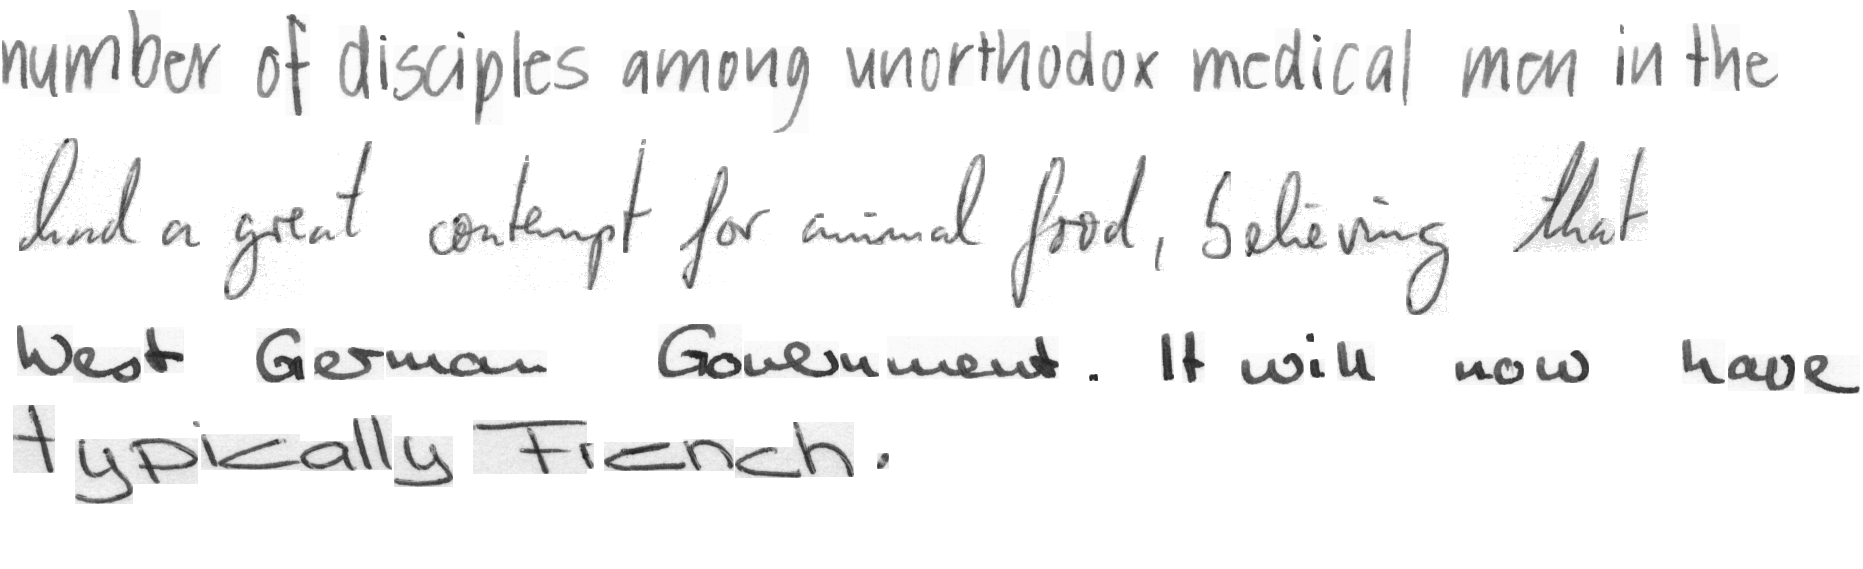 number of disciples among unorthodox medical men in the
had a great contempt for animal food, believing that
West German Government. It will now have
typically French.